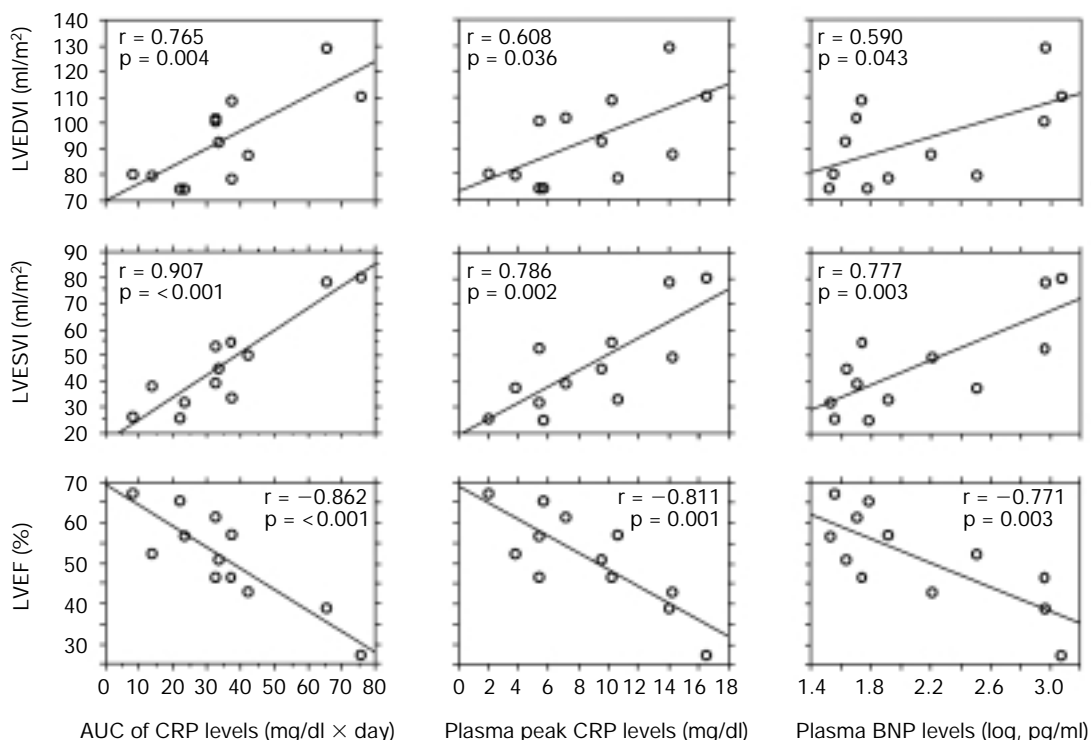 LVEDVI (ml/m²)
140
130
120
110
100
90
80
70
r = 0.765
p = 0.004
r = 0.608
p = 0.036
r = 0.590
p = 0.043
LVESVI (ml/m²)
90
80
70
60
50
40
30
20
r = 0.907
p = <0.001
r = 0.786
p = 0.002
r = 0.777
p = 0.003
LVEF (%)
70
60
50
40
30
r = −0.862
p = <0.001
r = −0.811
p = 0.001
r = −0.771
p = 0.003
0 10 20 30 40 50 60 70 80
0 2 4 6 8 10 12 14 16 18
1.4 1.8 2.2 2.6 3.0
AUC of CRP levels (mg/dl × day)
Plasma peak CRP levels (mg/dl)
Plasma BNP levels (log, pg/ml)